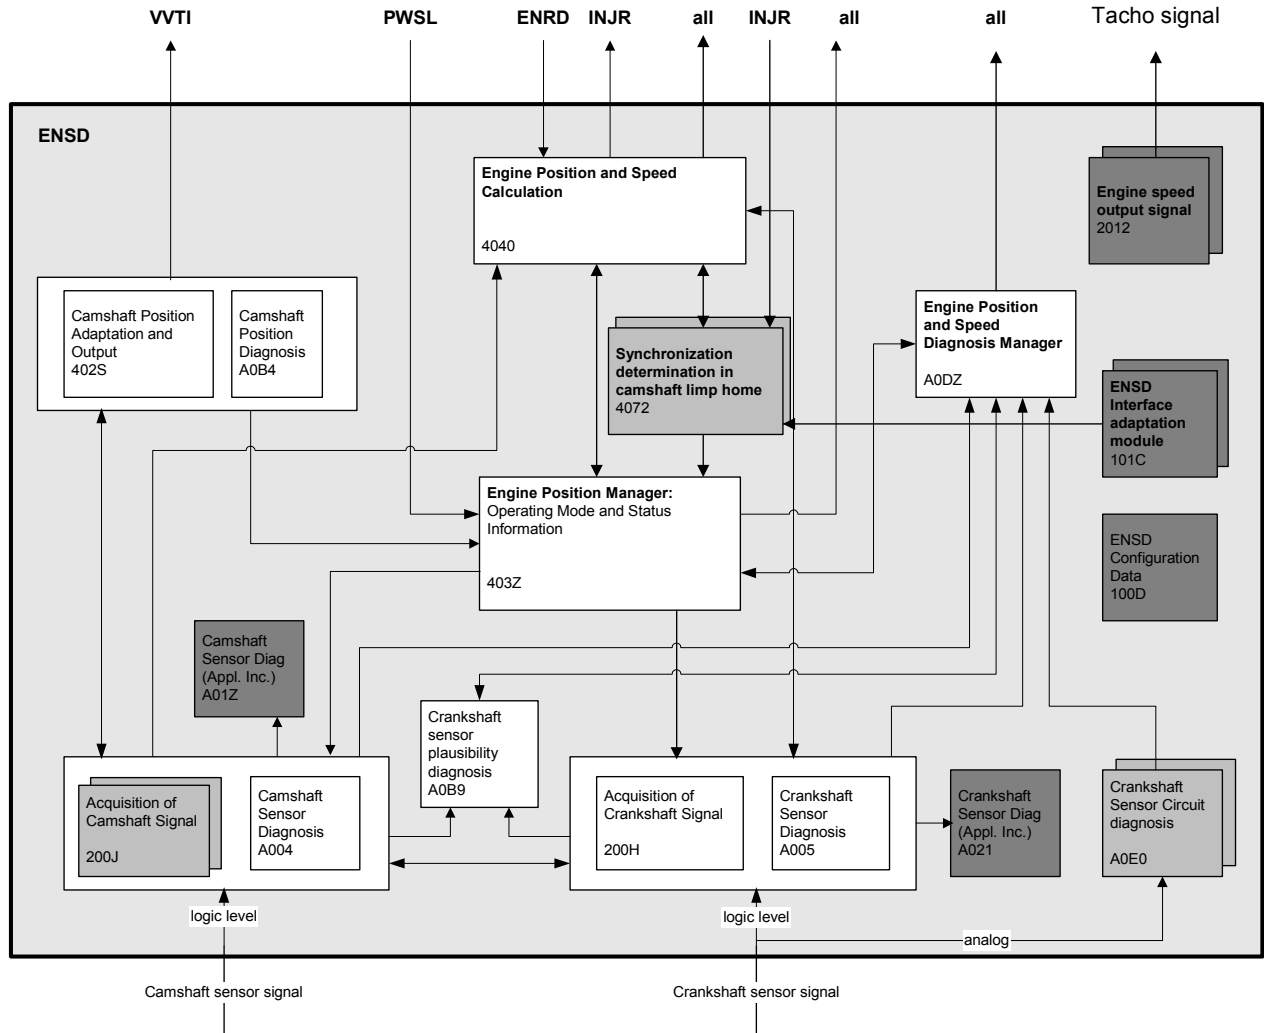 VVTI
PWSL
ENRD
INJR
all
INJR
all
all
Tacho signal
ENSD
Engine Position and Speed
Calculation
4040
Engine speed
output signal
2012
Camshaft Position
Adaptation and
Output
402S
Camshaft
Position
Diagnosis
A0B4
Synchronization
determination in
camshaft limp home
4072
Engine Position
and Speed
Diagnosis Manager
A0DZ
ENSD
Interface
adaptation
module
101C
Engine Position Manager:
Operating Mode and Status
Information
403Z
ENSD
Configuration
Data
100D
Camshaft
Sensor Diag
(Appl. Inc.)
A01Z
Crankshaft
sensor
plausibility
diagnosis
A0B9
Acquisition of
Camshaft Signal
200J
Camshaft
Sensor
Diagnosis
A004
Acquisition of
Crankshaft Signal
200H
Crankshaft
Sensor
Diagnosis
A005
Crankshaft
Sensor Diag
(Appl. Inc.)
A021
Crankshaft
Sensor Circuit
diagnosis
A0E0
logic level
logic level
analog
Camshaft sensor signal
Crankshaft sensor signal